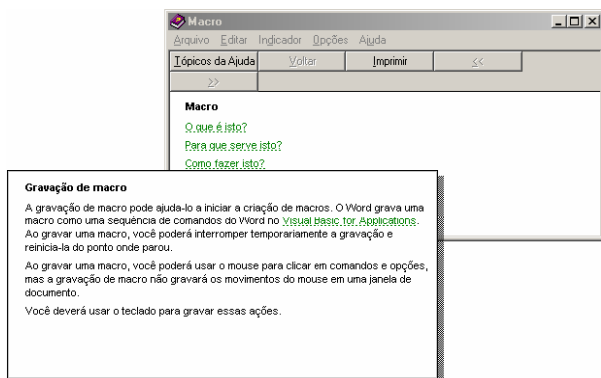 Macro
Arquivo Editar Indicador Opções Ajuda
Tópicos da Ajuda Voltar Imprimir <<
>>
Macro
O que é isto?
Para que serve isto?
Como fazer isto?
Gravação de macro
A gravação de macro pode ajuda-lo a iniciar a criação de macros. O Word grava uma
macro como uma sequência de comandos do Word no Visual Basic for Applications.
Ao gravar uma macro, você poderá interromper temporariamente a gravação e
reinicia-la do ponto onde parou.
Ao gravar uma macro, você poderá usar o mouse para clicar em comandos e opções,
mas a gravação de macro não gravará os movimentos do mouse em uma janela de
documento.
Você deverá usar o teclado para gravar essas ações.